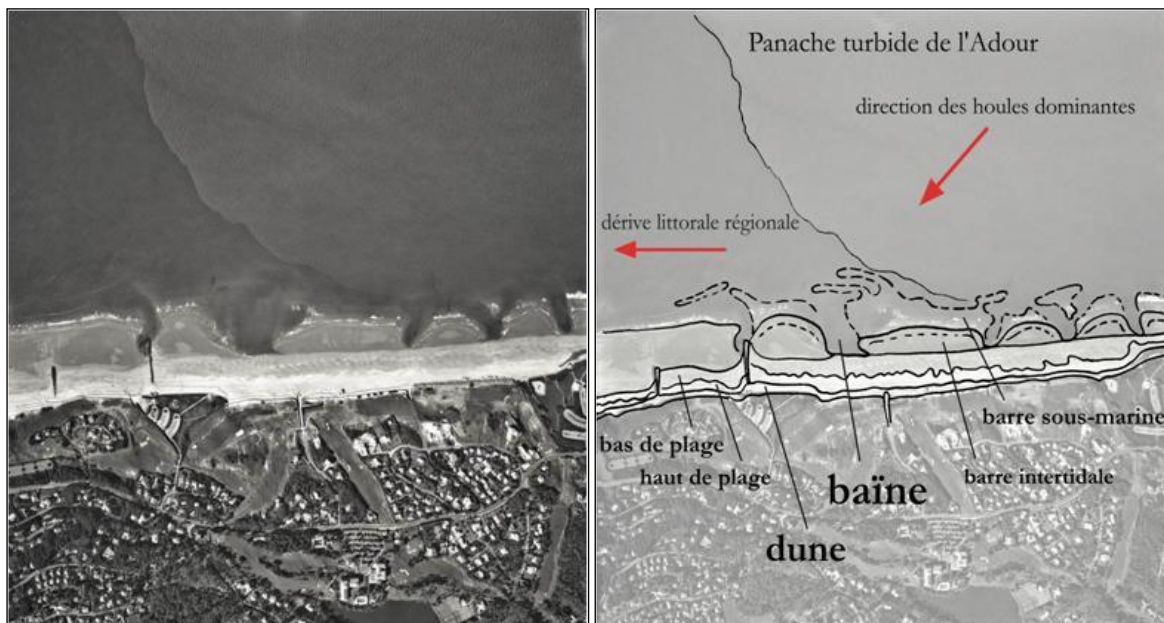 Panache turbide de l'Adour
direction des houles dominantes
dérive littorale régionale
barre sous-marine
bas de plage
haut de plage
baïne
barre intertidale
dune